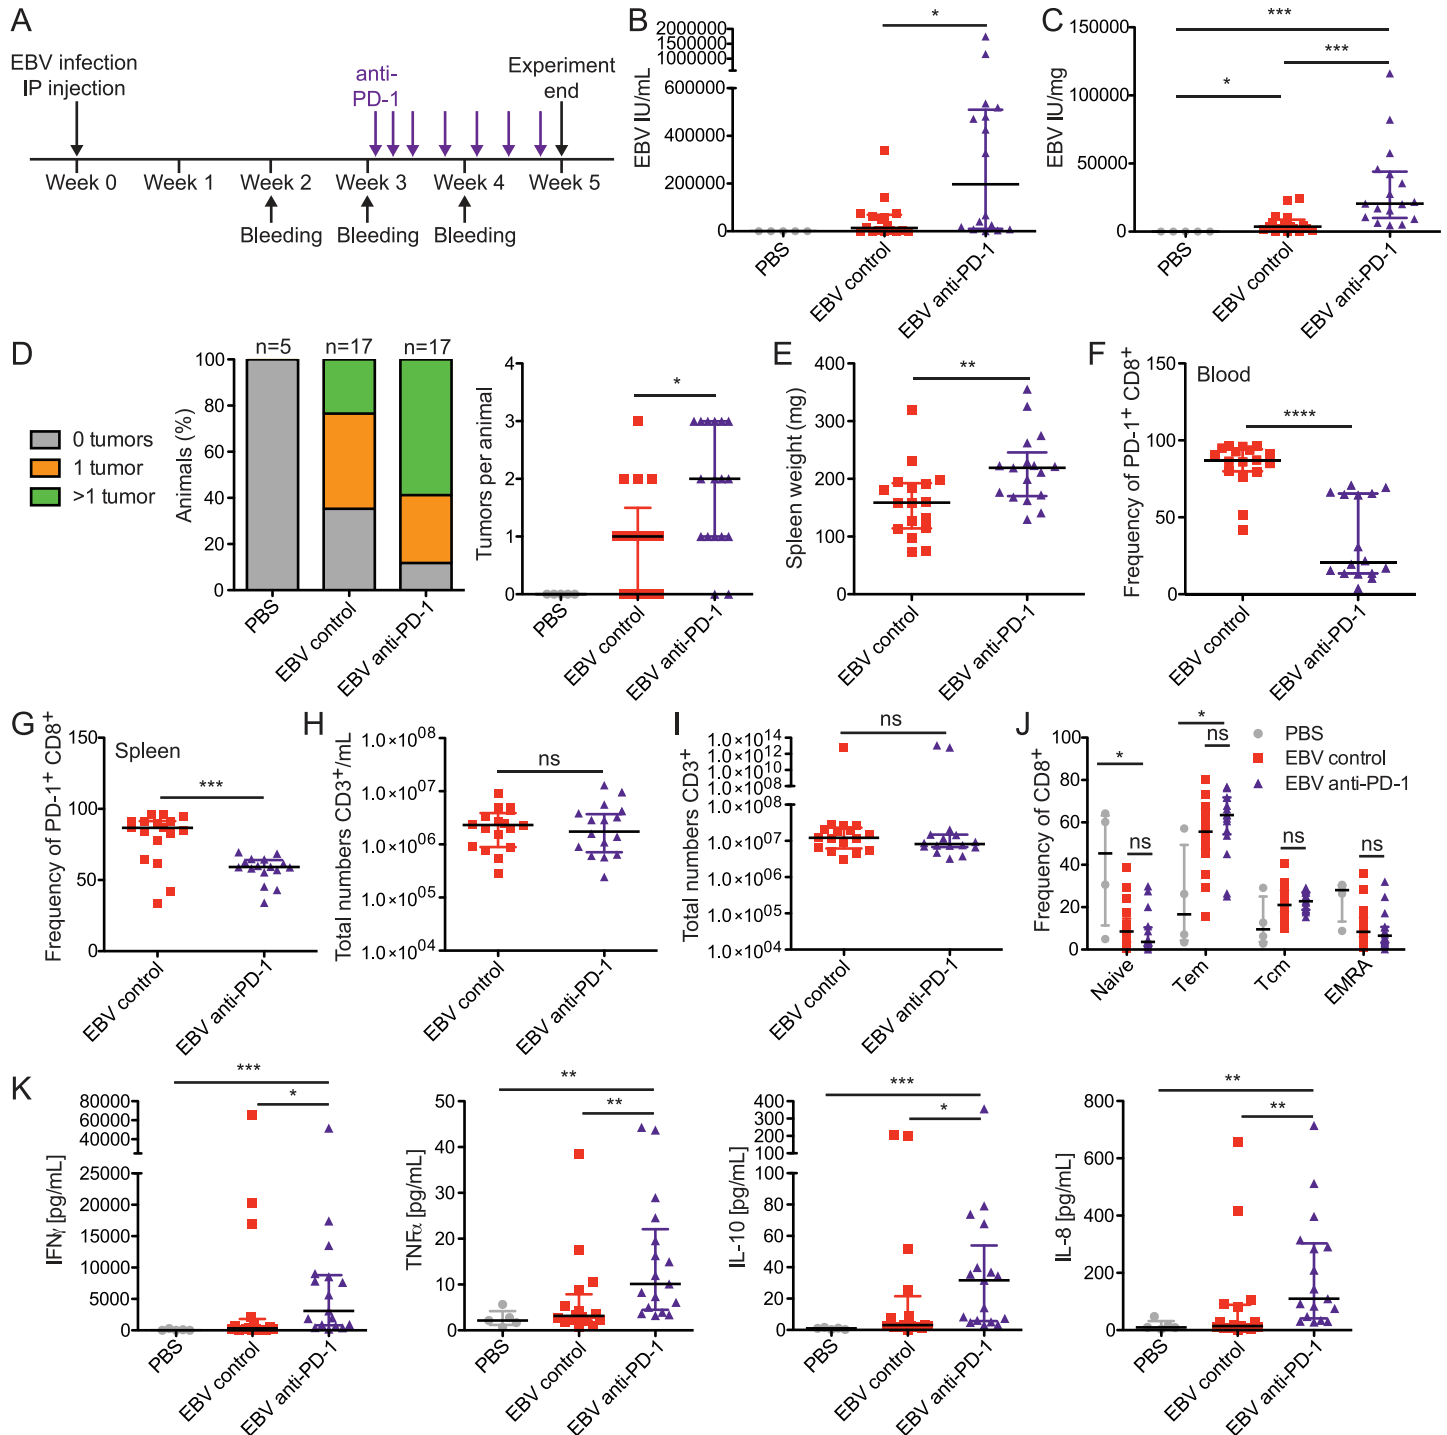 A
EBV infection
IP injection
anti-
PD-1
Experiment
end
Week 0 Week 1 Week 2 Week 3 Week 4 Week 5
Bleeding Bleeding Bleeding
B
EBV IU/mL
2000000
1500000
1000000
600000
400000
200000
0
*
PBS
EBV control
EBV anti-PD-1
C
EBV IU/mg
150000
100000
50000
0
***
***
*
PBS
EBV control
EBV anti-PD-1
D
0 tumors
1 tumor
>1 tumor
Animals (%)
100
80
60
40
20
0
n=5 n=17 n=17
PBS
EBV control
EBV anti-PD-1
Tumors per animal
4
3
2
1
0
*
PBS
EBV control
EBV anti-PD-1
E
Spleen weight (mg)
400
300
200
100
0
**
EBV control
EBV anti-PD-1
F
Frequency of PD-1+ CD8+
150
100
50
0
Blood
****
EBV control
EBV anti-PD-1
G
Frequency of PD-1+ CD8+
150
100
50
0
Spleen
***
EBV control
EBV anti-PD-1
H
Total numbers CD3+/mL
1.0×10^08
1.0×10^07
1.0×10^06
1.0×10^05
1.0×10^04
ns
EBV control
EBV anti-PD-1
I
Total numbers CD3+
1.0×10^14
1.0×10^12
1.0×10^10
1.0×10^08
1.0×10^08
1.0×10^07
1.0×10^06
1.0×10^05
1.0×10^04
ns
EBV control
EBV anti-PD-1
J
Frequency of CD8+
100
80
60
40
20
0
PBS
EBV control
EBV anti-PD-1
*
ns
*
ns
ns
ns
Naive
Tem
Tcm
EMRA
K
IFNγ [pg/mL]
80000
60000
40000
25000
20000
15000
10000
5000
0
***
*
PBS
EBV control
EBV anti-PD-1
TNFα [pg/mL]
50
40
30
20
10
0
**
**
PBS
EBV control
EBV anti-PD-1
IL-10 [pg/mL]
400
300
200
100
100
80
60
40
20
0
***
*
PBS
EBV control
EBV anti-PD-1
IL-8 [pg/mL]
800
600
400
200
0
**
**
PBS
EBV control
EBV anti-PD-1